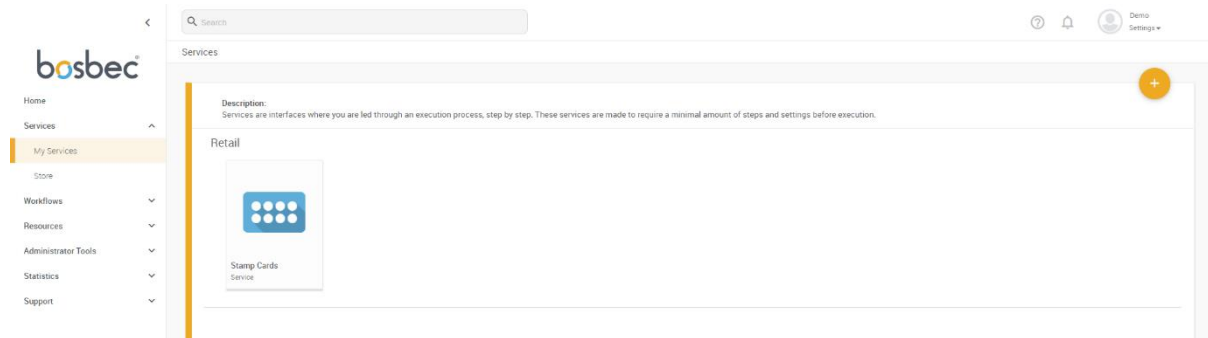 Search
Demo
Settings
bosbec
Services
Home
Services
My Services
Store
Workflows
Resources
Administrator Tools
Statistics
Support
Description:
Services are interfaces where you are led through an execution process, step by step. These services are made to require a minimal amount of steps and settings before execution.
Retail
Stamp Cards
Service